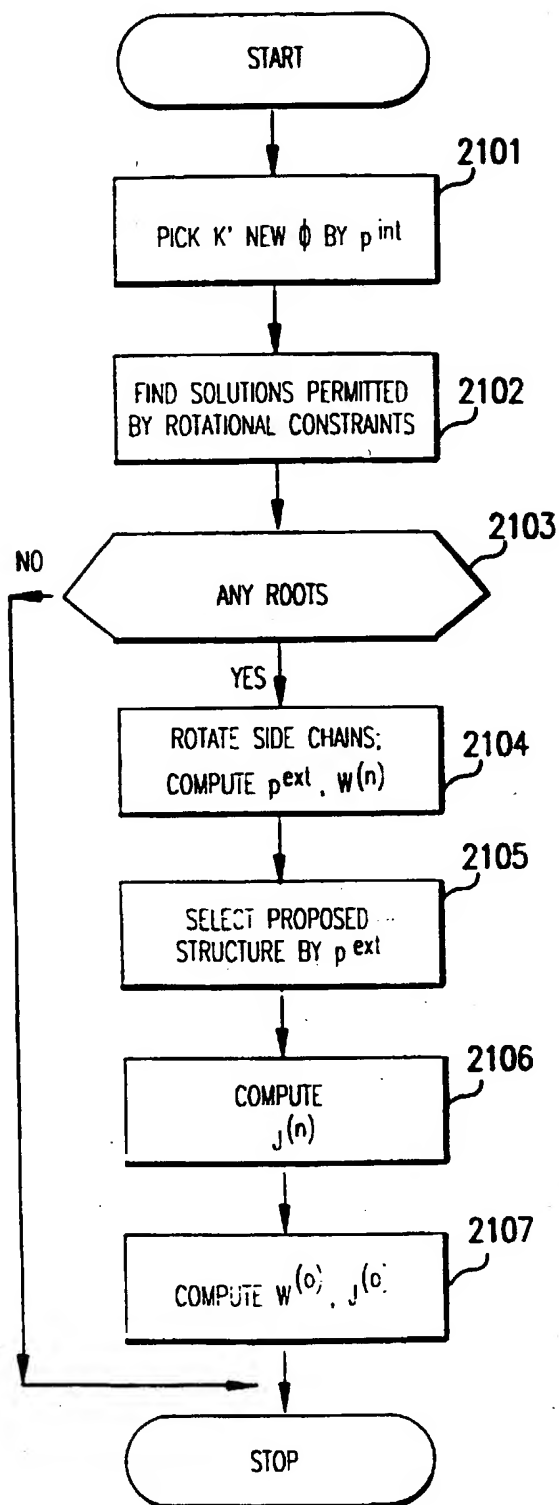 START
2101
PICK K' NEW ϕ BY p^int
FIND SOLUTIONS PERMITTED
BY ROTATIONAL CONSTRAINTS
2102
2103
NO
ANY ROOTS
YES
ROTATE SIDE CHAINS;
COMPUTE p^ext, W^(n)
2104
2105
SELECT PROPOSED
STRUCTURE BY p^ext
2106
COMPUTE
J^(n)
2107
COMPUTE W^(o), J^(o)
STOP